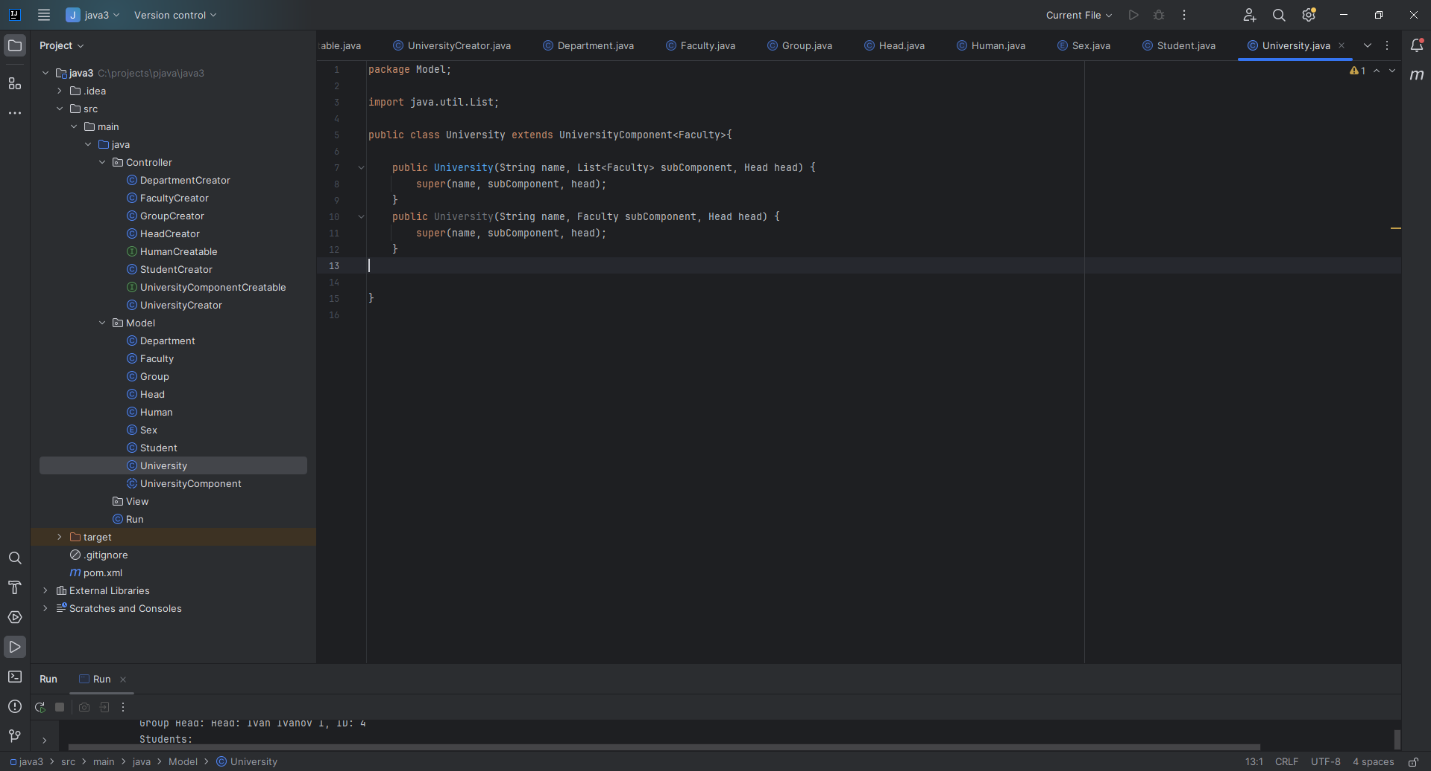 J java3 Version control Current File
Project
table.java UniversityCreator.java Department.java Faculty.java Group.java Head.java Human.java Sex.java Student.java University.java
java3 C:\projects\pjava\java3
.idea
src
main
java
Controller
DepartmentCreator
FacultyCreator
GroupCreator
HeadCreator
HumanCreatable
StudentCreator
UniversityComponentCreatable
UniversityCreator
Model
Department
Faculty
Group
Head
Human
Sex
Student
University
UniversityComponent
View
Run
target
.gitignore
pom.xml
External Libraries
Scratches and Consoles
1 package Model;
2
3 import java.util.List;
4
5 public class University extends UniversityComponent<Faculty>{
6
7 public University(String name, List<Faculty> subComponent, Head head) {
8 super(name, subComponent, head);
9 }
10 public University(String name, Faculty subComponent, Head head) {
11 super(name, subComponent, head);
12 }
13
14
15 }
16
1
m
Run Run
Group Head: Head: Ivan Ivanov I, ID: 4
Students:
java3 > src > main > java > Model > University 13:1 CRLF UTF-8 4 spaces